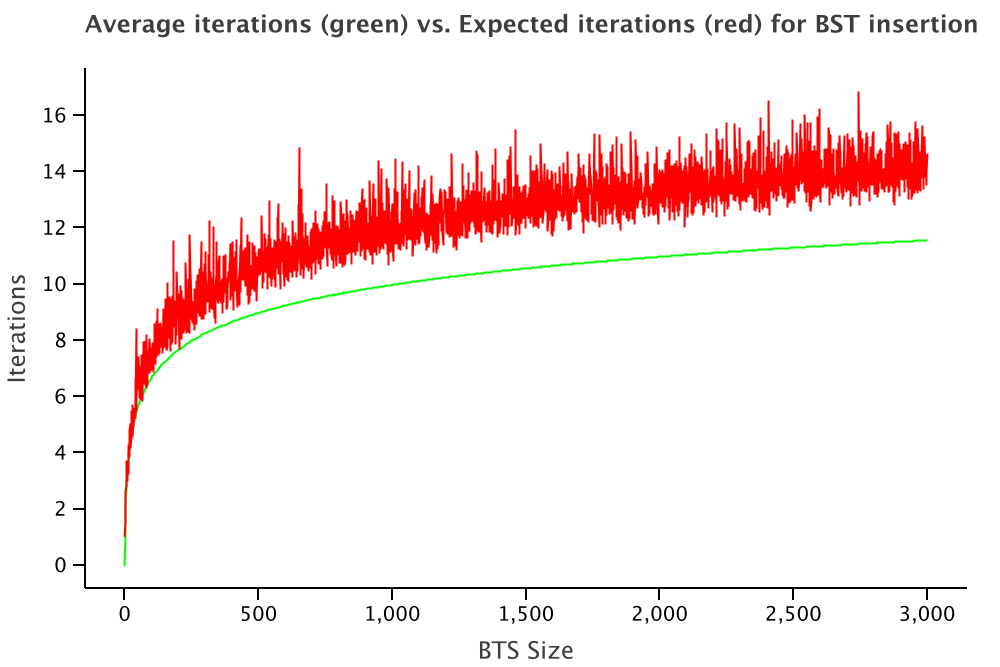 Average iterations (green) vs. Expected iterations (red) for BST insertion
16
14
12
10
8
6
4
2
0
Iterations
0 500 1,000 1,500 2,000 2,500 3,000
BTS Size